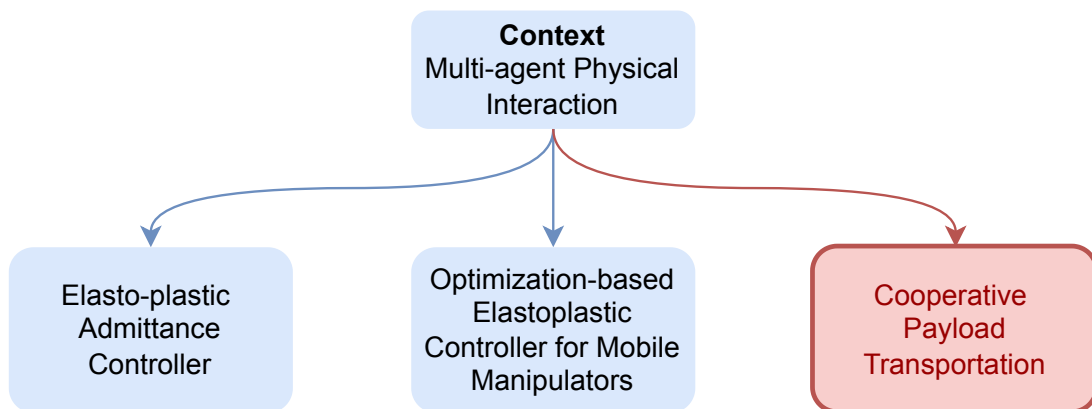 Context
Multi-agent Physical
Interaction
Elasto-plastic
Admittance
Controller
Optimization-based
Elastoplastic
Controller for Mobile
Manipulators
Cooperative
Payload
Transportation